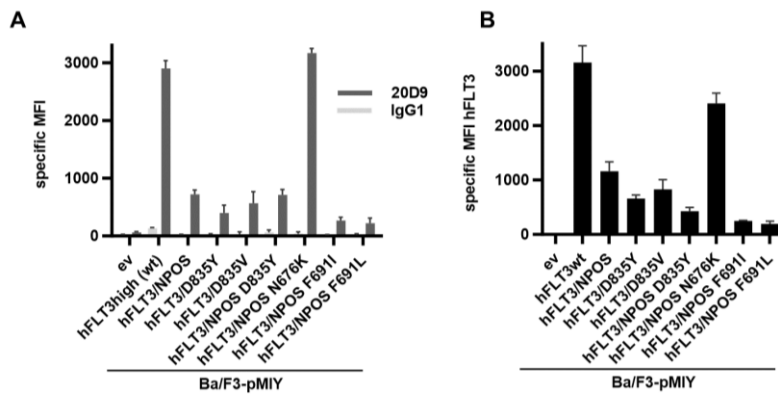 A
specific MFI
3000
2000
1000
0
20D9
IgG1
ev
hFLT3high (wt)
hFLT3/NPOS
hFLT3/D835Y
hFLT3/D835V
hFLT3/NPOS D835Y
hFLT3/NPOS N676K
hFLT3/NPOS F691I
hFLT3/NPOS F691L
Ba/F3-pMIY
B
specific MFI hFLT3
3000
2000
1000
0
ev
hFLT3wt
hFLT3/NPOS
hFLT3/D835Y
hFLT3/D835V
hFLT3/NPOS D835Y
hFLT3/NPOS N676K
hFLT3/NPOS F691I
hFLT3/NPOS F691L
Ba/F3-pMIY